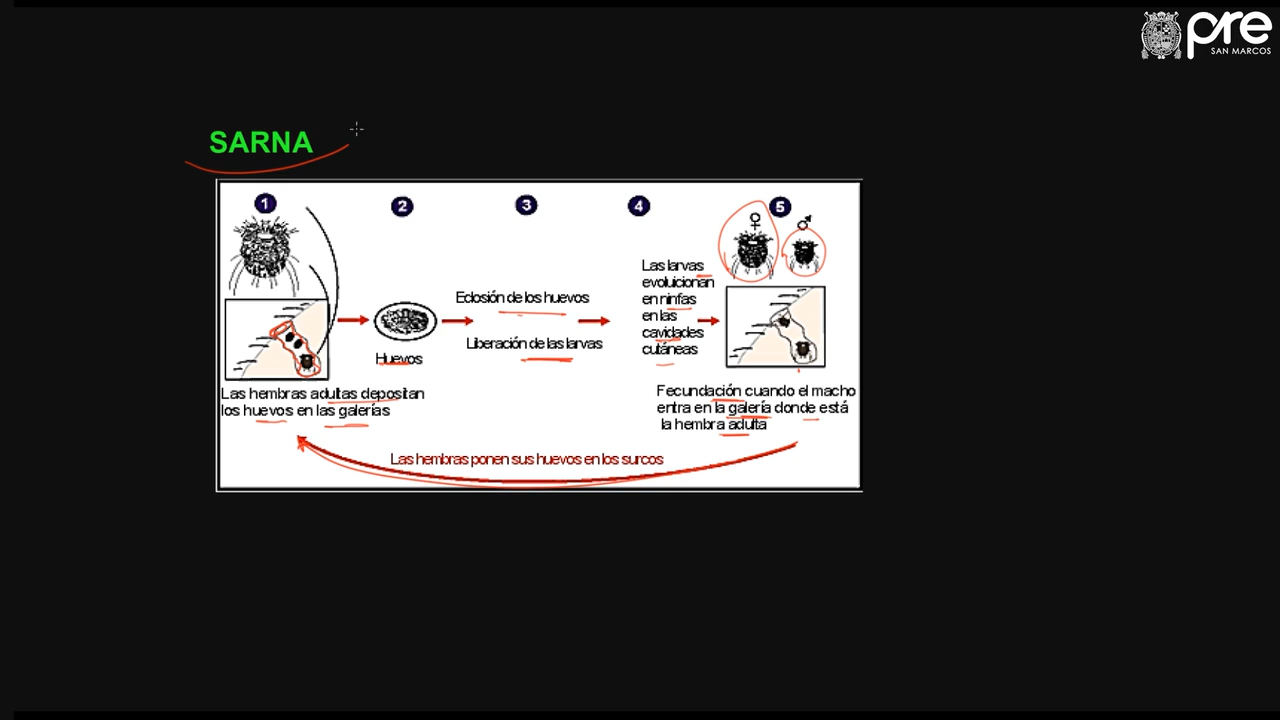 pre
SAN MARCOS
SARNA
1
2
3
4
5
♀
♂
Las larvas
evoluicionan
en ninfas
en las
cavidades
cutáneas
Eclosión de los huevos
Liberación de las larvas
Huevos
Las hembras adultas depositan
los huevos en las galerías
Fecundación cuando el macho
entra en la galería donde está
la hembra adulta
Las hembras ponen sus huevos en los surcos